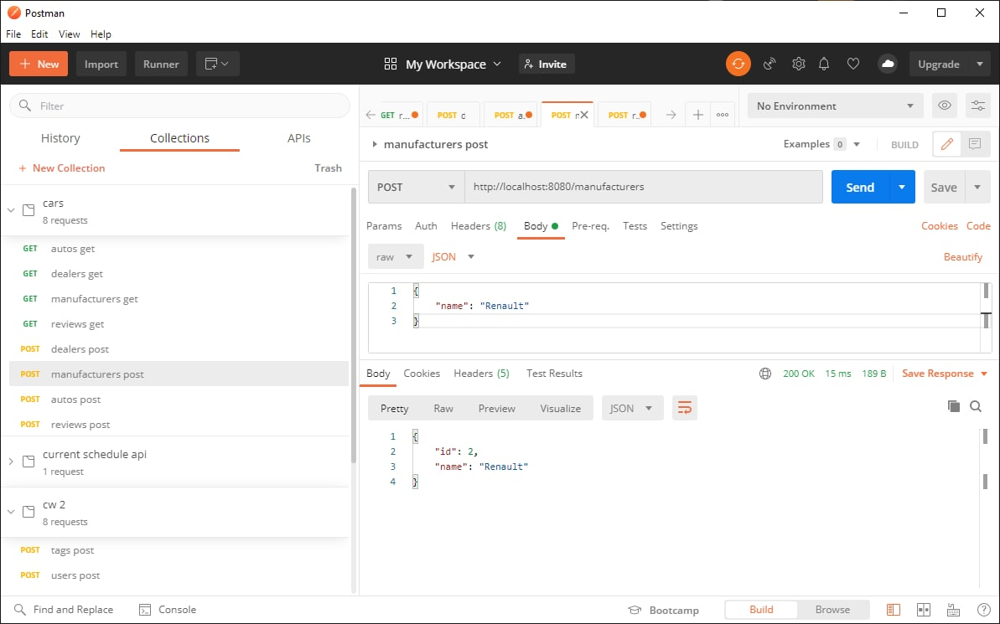 Postman
File Edit View Help
New Import Runner My Workspace Invite Upgrade
Filter
History Collections APIs
New Collection Trash
cars
8 requests
GET autos get
GET dealers get
GET manufacturers get
GET reviews get
POST dealers post
POST manufacturers post
POST autos post
POST reviews post
current schedule api
1 request
cw 2
8 requests
POST tags post
POST users post
GET r... POST POST a. POST POST r.. No Environment
manufacturers post Examples 0 BUILD
POST http://localhost:8080/manufacturers Send Save
Params Auth Headers (8) Body Pre-req. Tests Settings Cookies Code
raw JSON Beautify
1 {
2 "name": "Renault"
3 }
Body Cookies Headers (5) Test Results 200 OK 15 ms 189 B Save Response
Pretty Raw Preview Visualize JSON
1 {
2 "id": 2,
3 "name": "Renault"
4 }
Find and Replace Console Bootcamp Build Browse